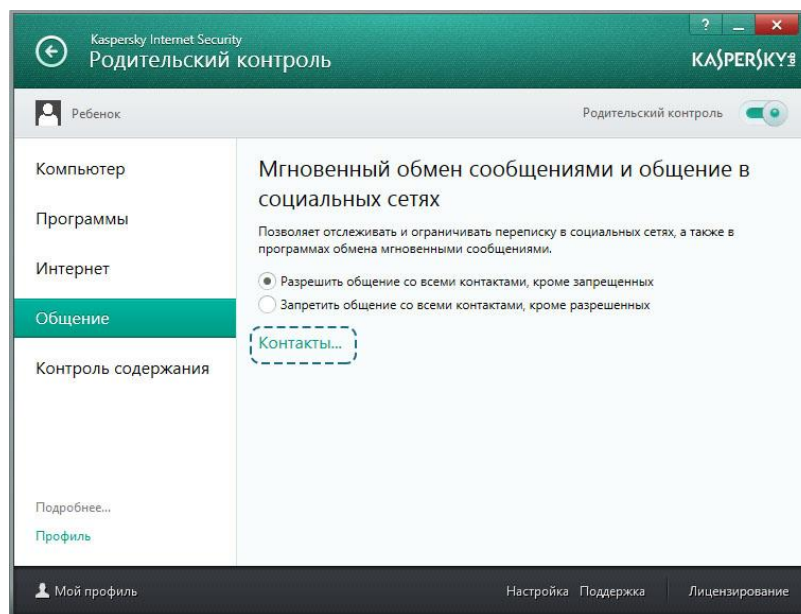 Kaspersky Internet Security
Родительский контроль
?
KASPERSKY LAB
Ребенок
Родительский контроль
Компьютер
Программы
Интернет
Общение
Контроль содержания
Подробнее...
Профиль
Мгновенный обмен сообщениями и общение в
социальных сетях
Позволяет отслеживать и ограничивать переписку в социальных сетях, а также в
программах обмена мгновенными сообщениями.
Разрешить общение со всеми контактами, кроме запрещенных
Запретить общение со всеми контактами, кроме разрешенных
Контакты...
Мой профиль
Настройка Поддержка Лицензирование